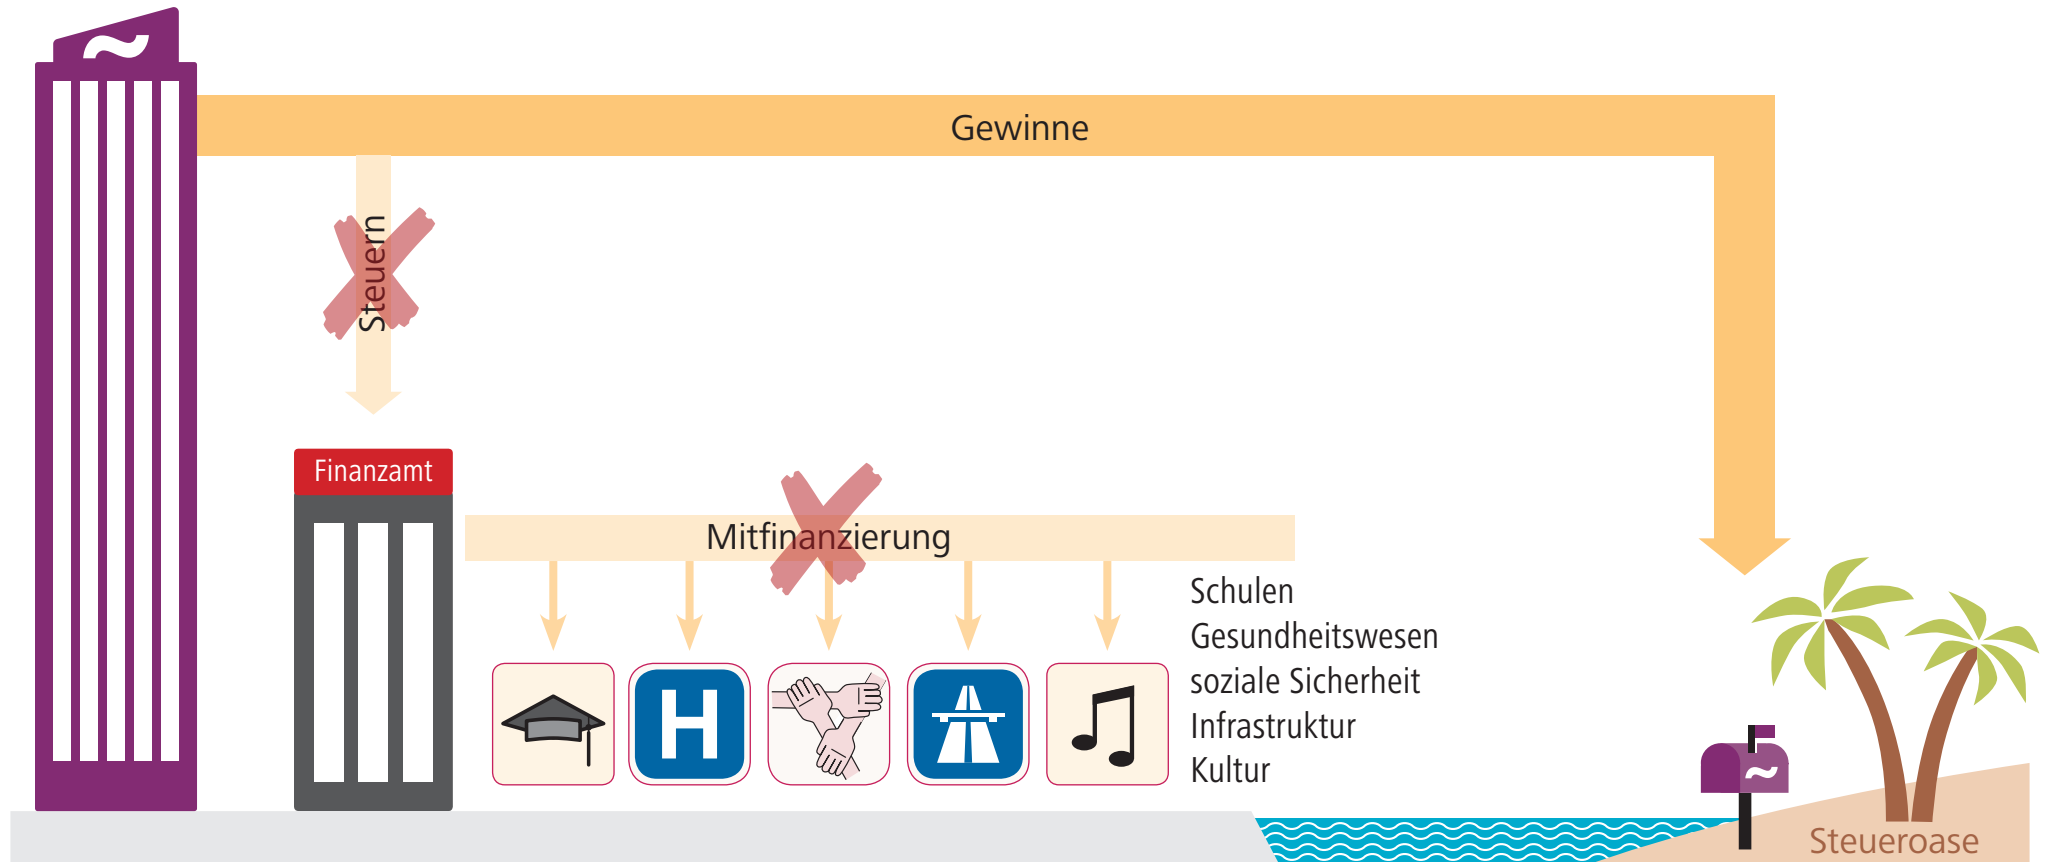 Gewinne
Steuern
Finanzamt
Mitfinanzierung
Schulen
Gesundheitswesen
soziale Sicherheit
Infrastruktur
Kultur
H
Steueroase